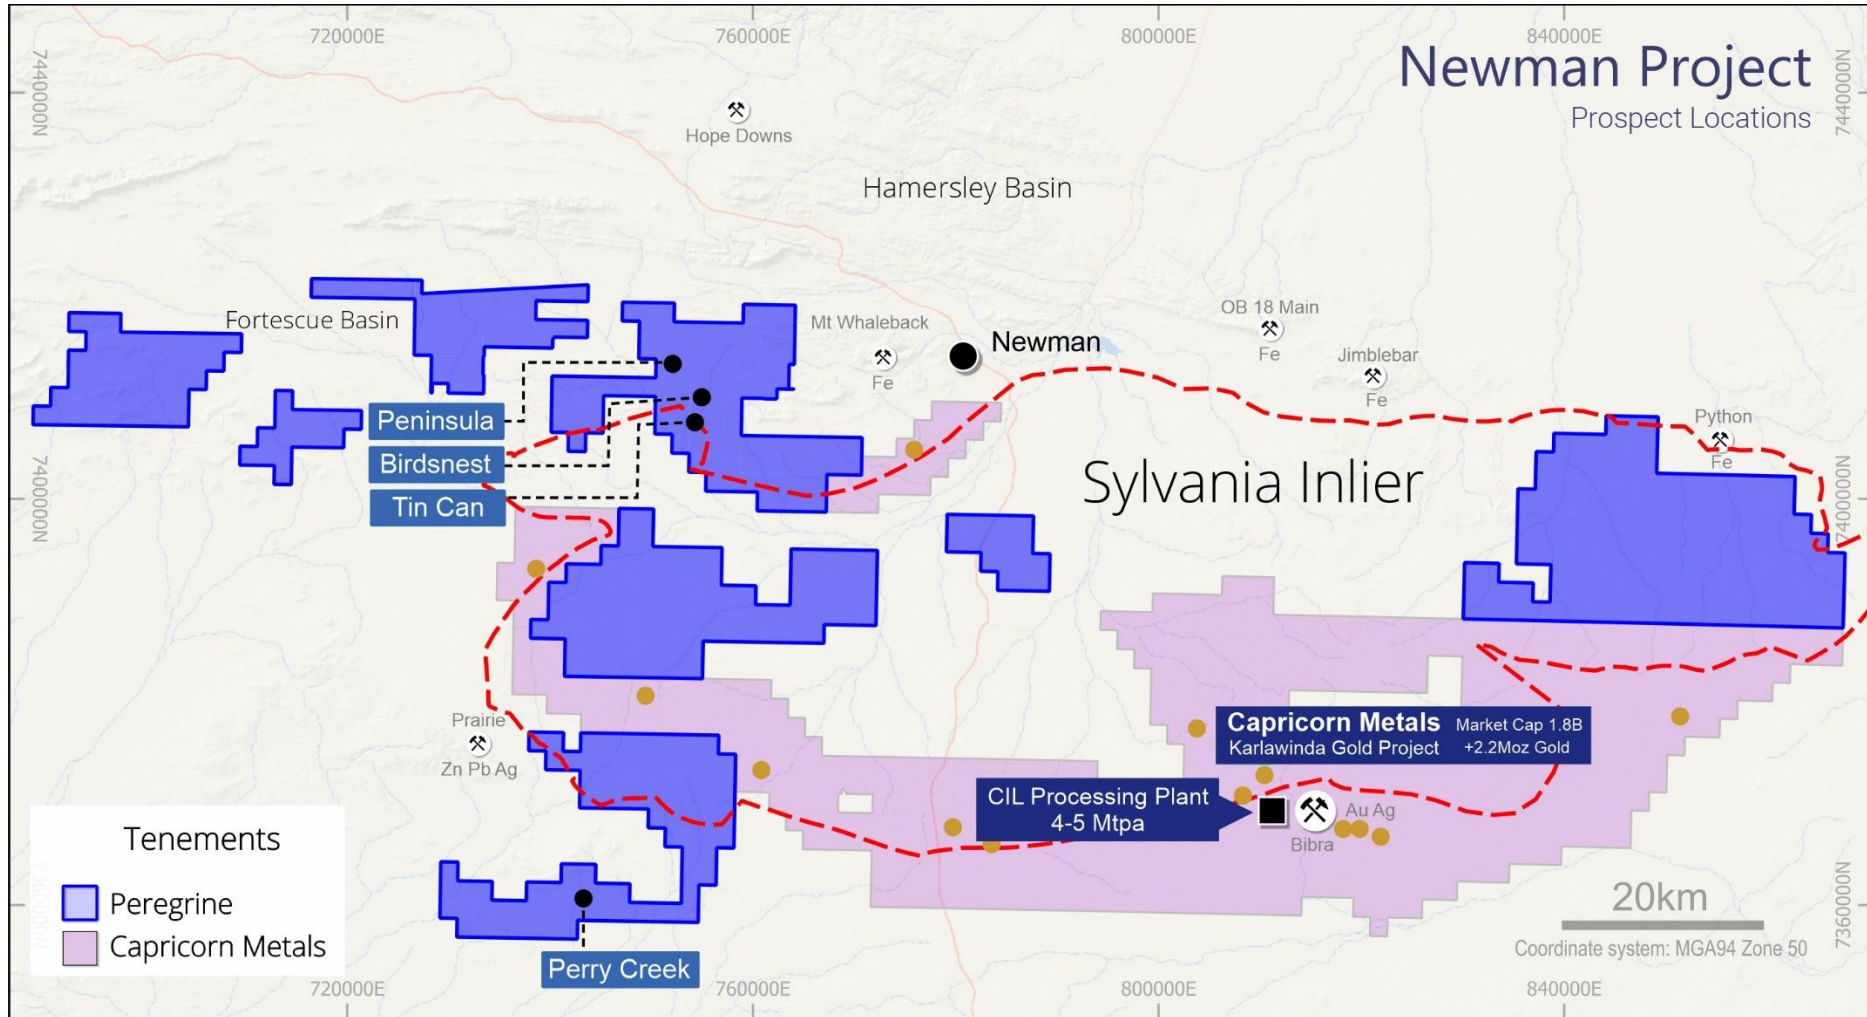 720000E
760000E
800000E
840000E
Newman Project
Prospect Locations
7440000N
7440000N
Hope Downs
Hamersley Basin
Fortescue Basin
Mt Whaleback
Fe
Newman
OB 18 Main
Fe
Jimblebar
Fe
Python
Fe
Peninsula
Birdsnest
Tin Can
Sylvania Inlier
7400000N
7400000N
Prairie
Zn Pb Ag
Capricorn Metals
Market Cap 1.8B
Karlawinda Gold Project
+2.2Moz Gold
CIL Processing Plant
4-5 Mtpa
Au Ag
Bibra
Tenements
Peregrine
Capricorn Metals
Perry Creek
20km
Coordinate system: MGA94 Zone 50
7360000N
7360000N
720000E
760000E
800000E
840000E